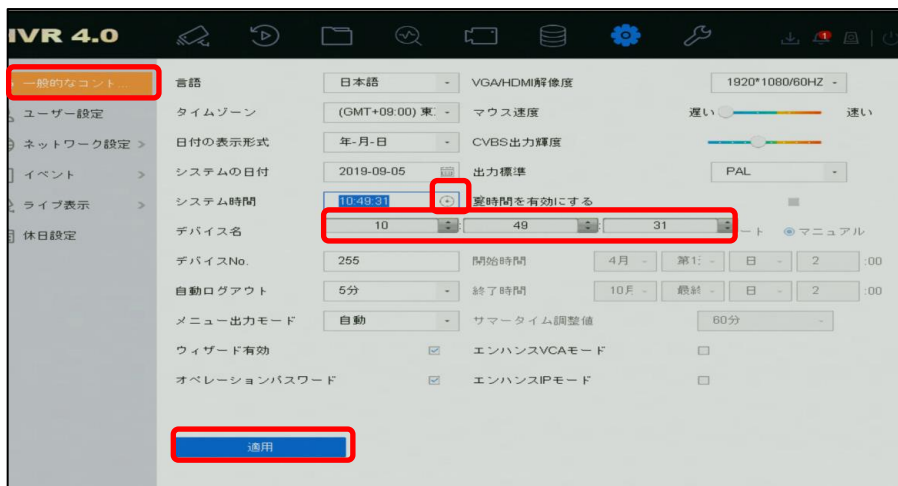 IVR 4.0
1
一般的なコント...
ユーザー設定
ネットワーク設定 >
イベント >
ライブ表示 >
休日設定
言語 日本語 VGA/HDMI解像度 1920*1080/60HZ
タイムゾーン (GMT+09:00) 東: マウス速度 遅い 速い
日付の表示形式 年-月-日 CVBS出力輝度
システムの日付 2019-09-05 出力標準 PAL
システム時間 10:49:31 夏時間を有効にする
デバイス名 10 : 49 : 31 ート マニュアル
デバイスNo. 255 開始時間 4月 第1: 日 2 :00
自動ログアウト 5分 終了時間 10月 最終 日 2 :00
メニュー出力モード 自動 サマータイム調整値 60分
ウィザード有効 エンハンスVCAモード
オペレーションパスワード エンハンスIPモード
適用